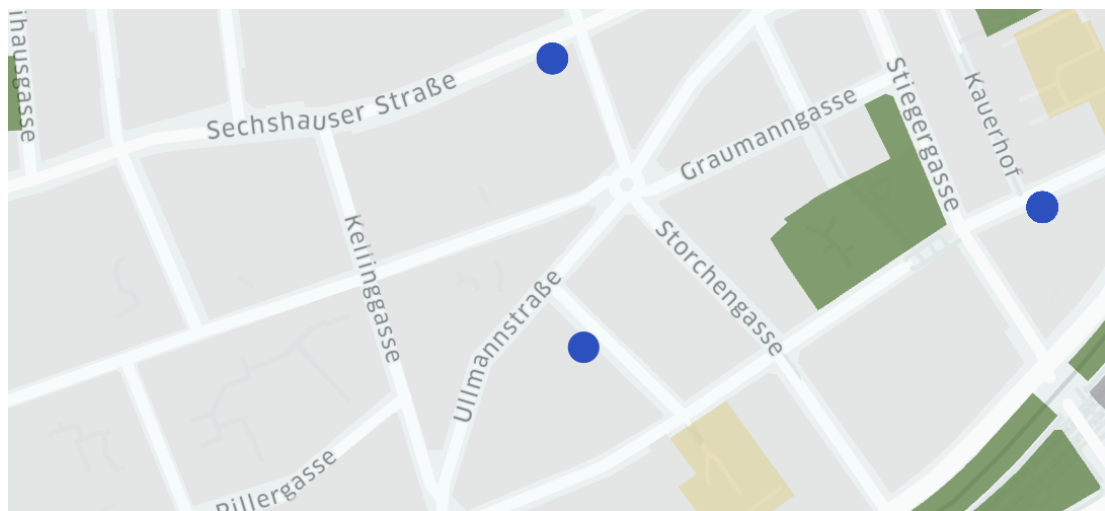 ihausgasse
Sechshauser Straße
Graumanngasse
Stiegergasse
Kauerhof
Kellinggasse
Storchengasse
Ullmannstraße
Pillergasse